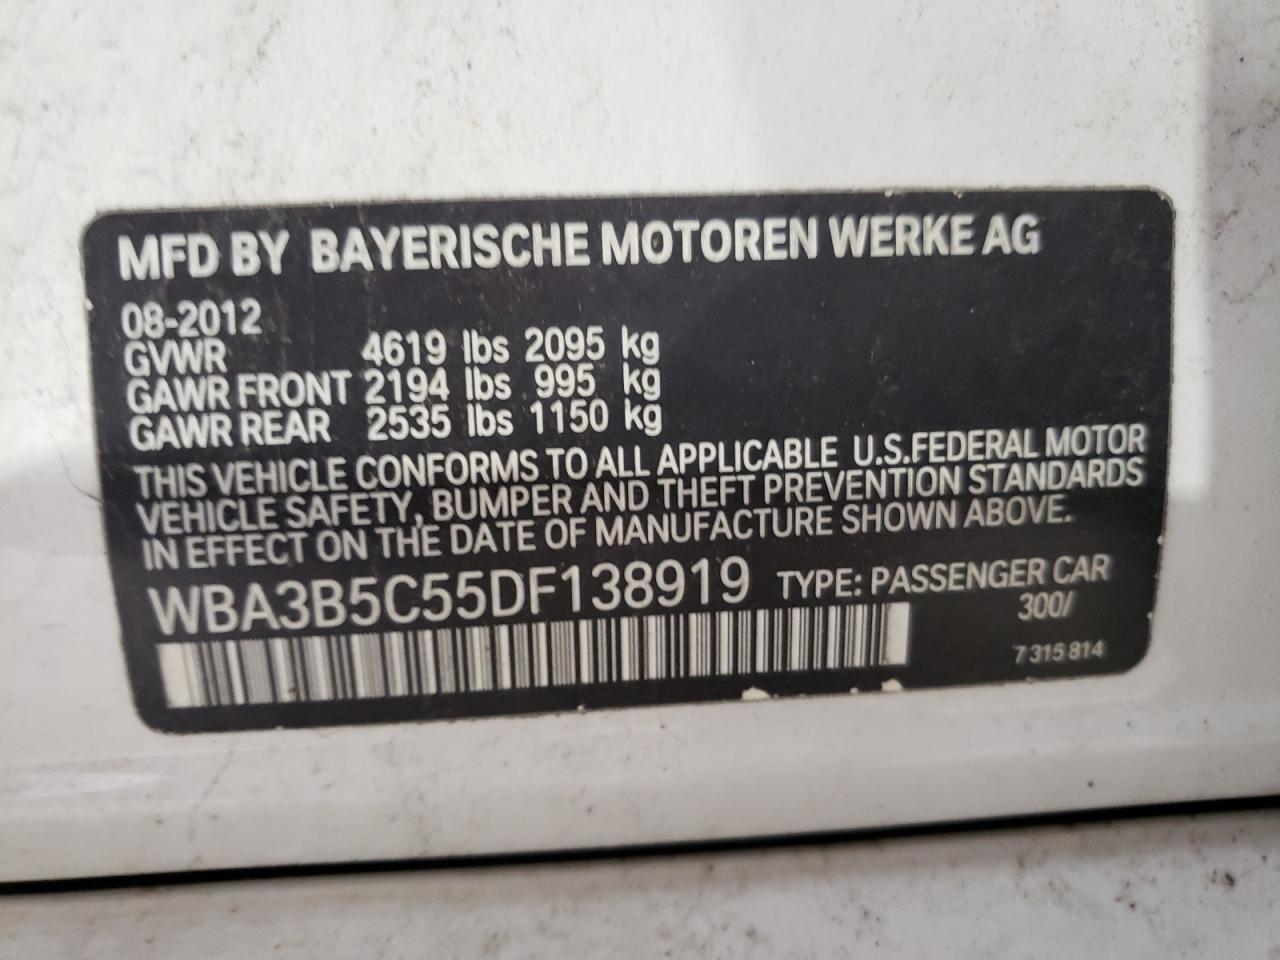 MFD BY BAYERISCHE MOTOREN WERKE AG
08-2012
GVWR 4619 lbs 2095 kg
GAWR FRONT 2194 lbs 995 kg
GAWR REAR 2535 lbs 1150 kg
THIS VEHICLE CONFORMS TO ALL APPLICABLE U.S.FEDERAL MOTOR
VEHICLE SAFETY, BUMPER AND THEFT PREVENTION STANDARDS
IN EFFECT ON THE DATE OF MANUFACTURE SHOWN ABOVE.
WBA3B5C55DF138919 TYPE: PASSENGER CAR
300/
7 315 814